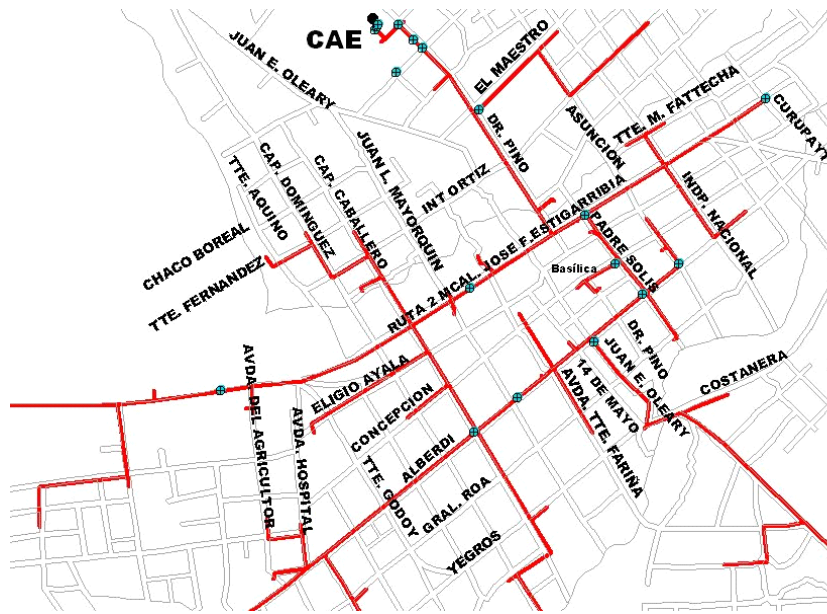 CAE
JUAN E. OLEARY
EL MAESTRO
TTE. M. FATTECHA
CURUPAYT
ASUNCION
DR. PINO
JUAN L. MAYORQUIN
INT ORTIZ
CAP. CABALLERO
CAP. DOMINGUEZ
TTE. AQUINO
INDP. NACIONAL
CHACO BOREAL
TTE. FERNANDEZ
RUTA 2 MCAL. JOSE F.ESTIGARRIBIA
PADRE SOLIS
Basílica
DR. PINO
JUAN E. OLEARY
14 DE MAYO
COSTANERA
AVDA. TTE. FARIÑA
ELIGIO AYALA
CONCEPCION
ALBERDI
AVDA. DEL AGRICULTOR
AVDA. HOSPITAL
TTE. GODOY
GRAL. ROA
YEGROS